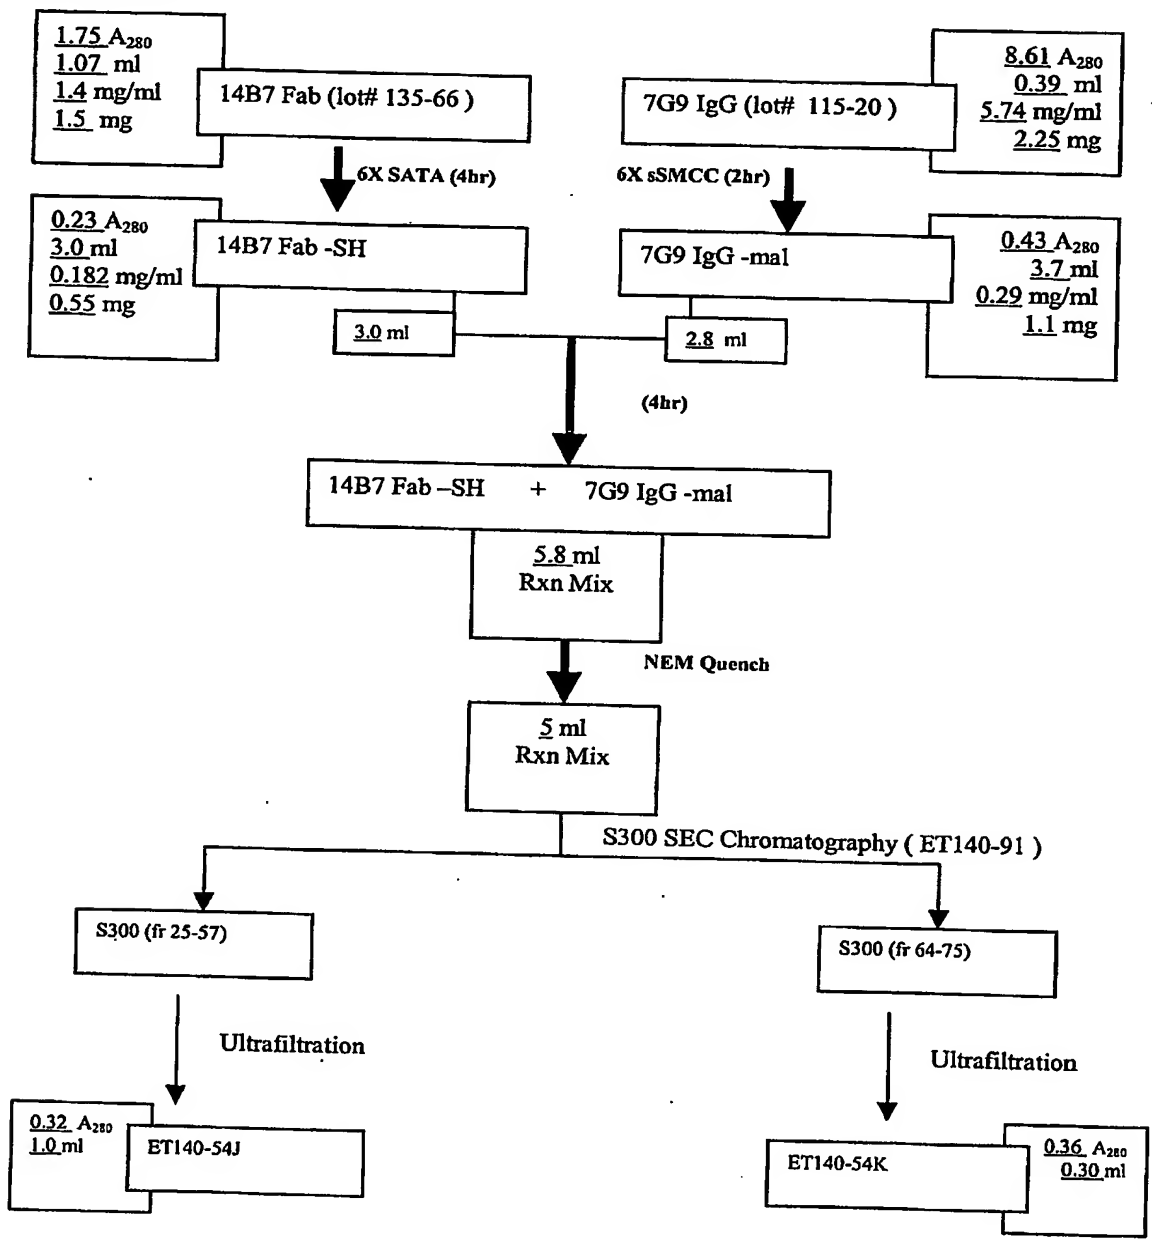 1.75 A280
1.07 ml
1.4 mg/ml
1.5 mg
14B7 Fab (lot# 135-66 )
7G9 IgG (lot# 115-20 )
8.61 A280
0.39 ml
5.74 mg/ml
2.25 mg
6X SATA (4hr)
6X sSMCC (2hr)
0.23 A280
3.0 ml
0.182 mg/ml
0.55 mg
14B7 Fab -SH
7G9 IgG -mal
0.43 A280
3.7 ml
0.29 mg/ml
1.1 mg
3.0 ml
2.8 ml
(4hr)
14B7 Fab –SH + 7G9 IgG -mal
5.8 ml
Rxn Mix
NEM Quench
5 ml
Rxn Mix
S300 SEC Chromatography ( ET140-91 )
S300 (fr 25-57)
S300 (fr 64-75)
Ultrafiltration
Ultrafiltration
0.32 A280
1.0 ml
ET140-54J
ET140-54K
0.36 A280
0.30 ml